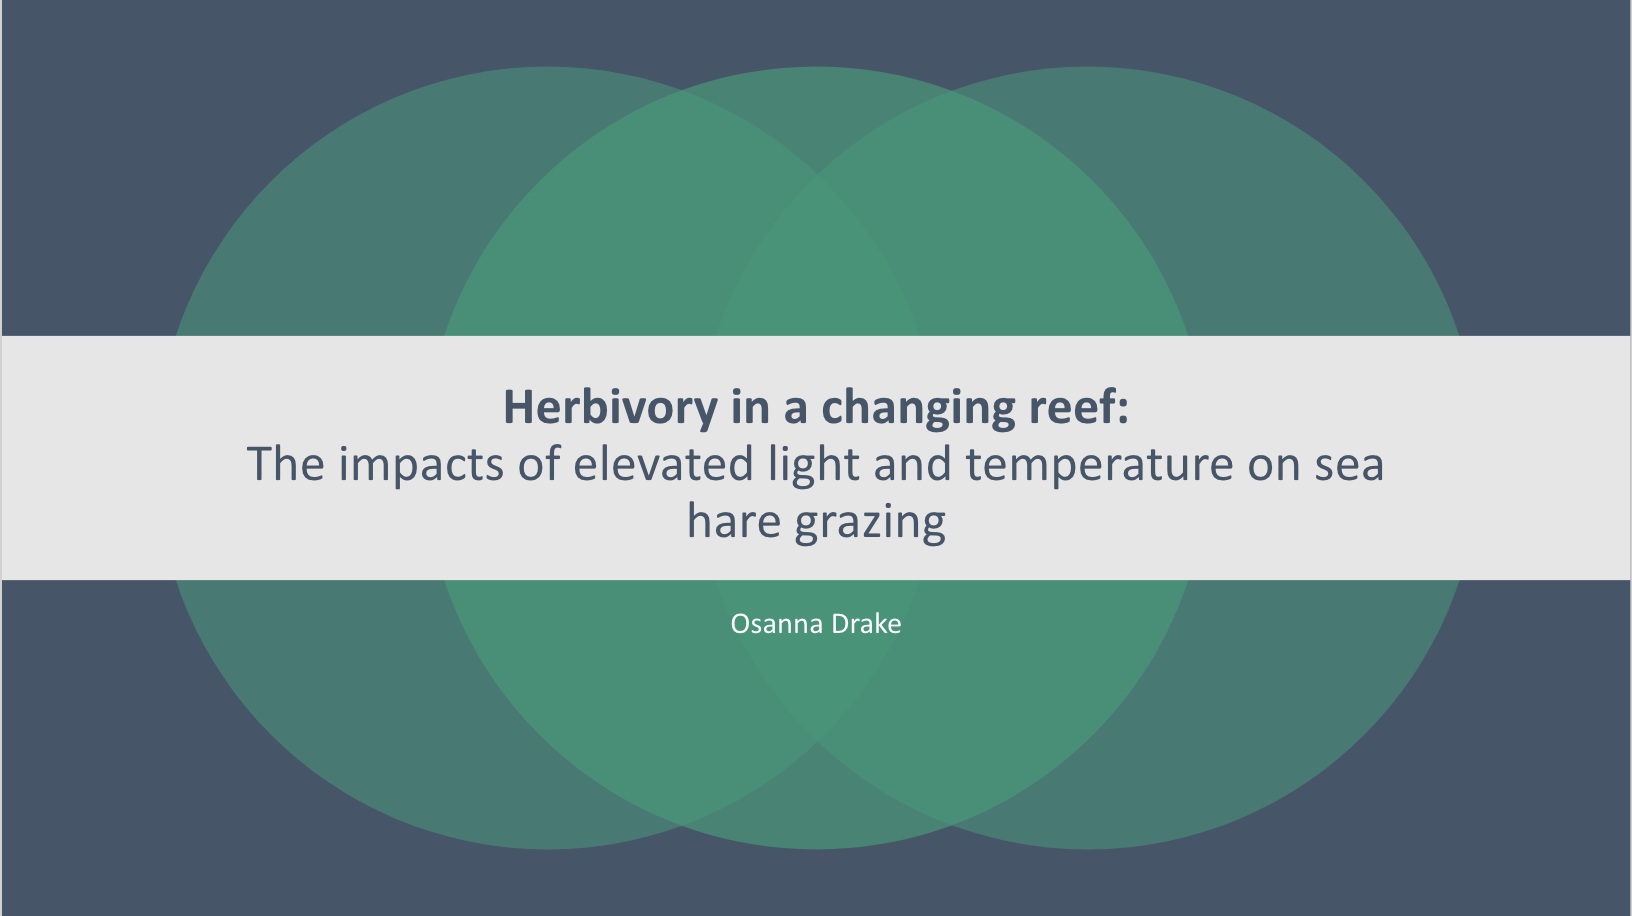 Herbivory in a changing reef:
The impacts of elevated light and temperature on sea
hare grazing
Osanna Drake